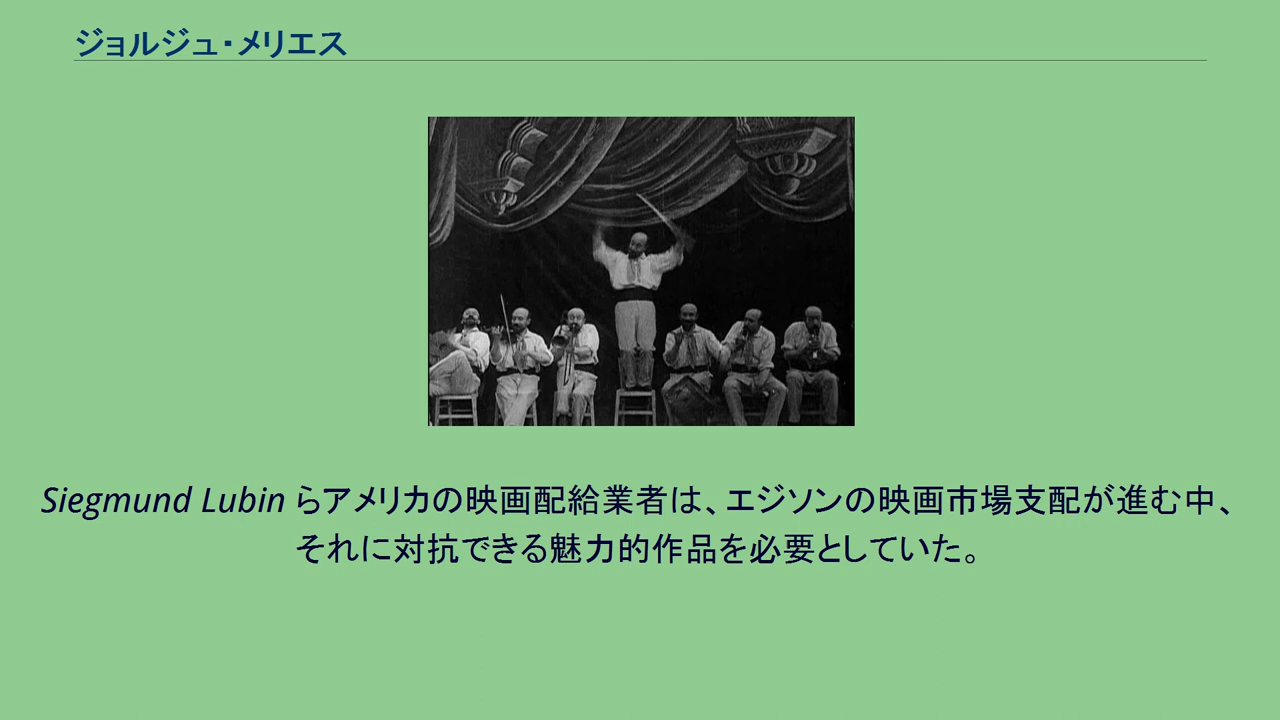 ジョルジュ・メリエス
Siegmund Lubin らアメリカの映画配給業者は、エジソンの映画市場支配が進む中、
それに対抗できる魅力的作品を必要としていた。